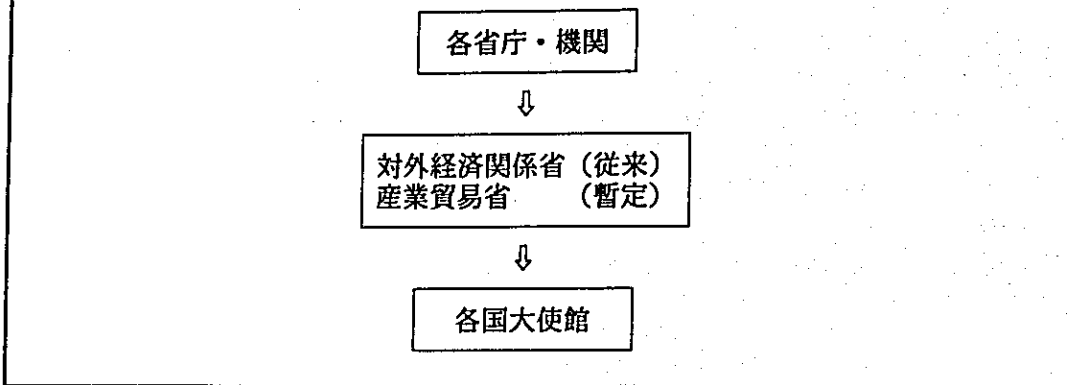 各省庁・機関
⇩
対外経済関係省（従来）
産業貿易省　　（暫定）
⇩
各国大使館